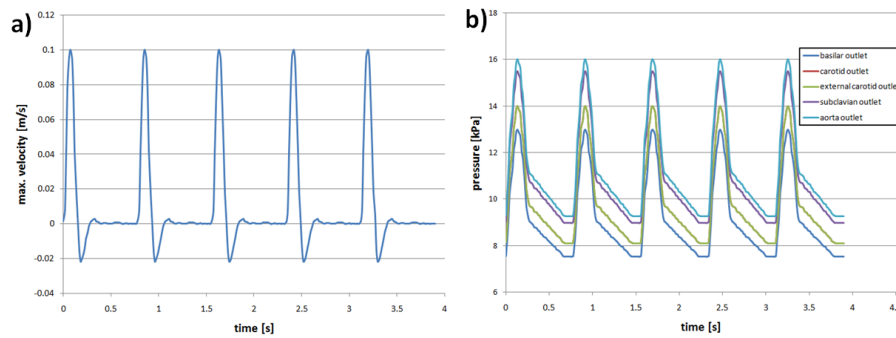 a)
0.12
0.1
0.08
0.06
0.04
0.02
0
-0.02
-0.04
0 0.5 1 1.5 2 2.5 3 3.5 4
max. velocity [m/s]
time [s]
b)
18
16
14
12
10
8
6
0 0.5 1 1.5 2 2.5 3 3.5 4
pressure [kPa]
time [s]
basilar outlet
carotid outlet
external carotid outlet
subclavian outlet
aorta outlet